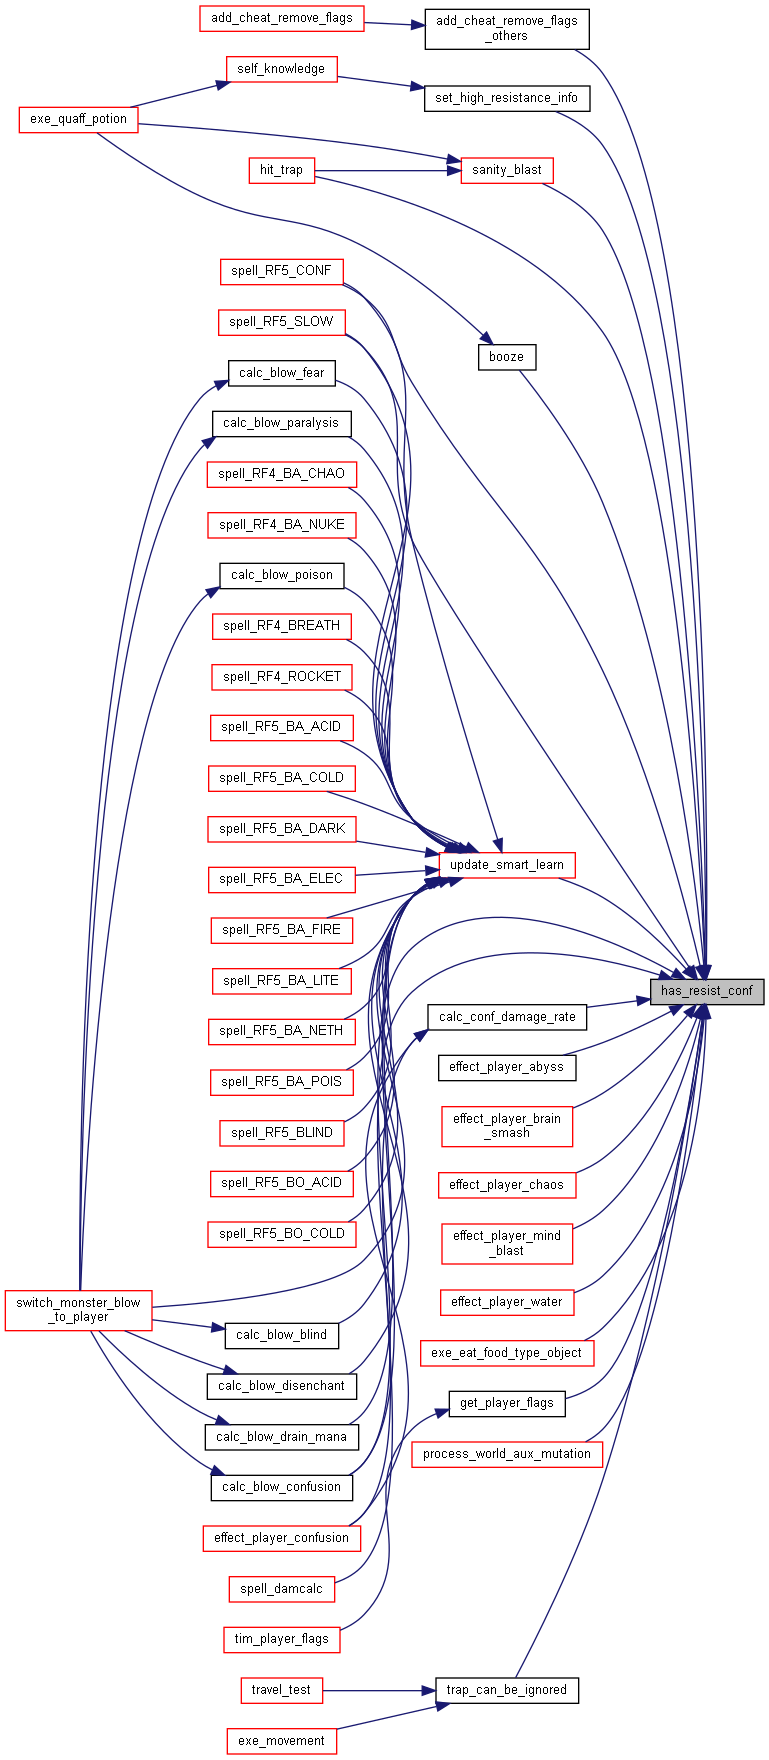 add_cheat_remove_flags
add_cheat_remove_flags
_others
self_knowledge
set_high_resistance_info
exe_quaff_potion
hit_trap
sanity_blast
spell_RF5_CONF
spell_RF5_SLOW
booze
calc_blow_fear
calc_blow_paralysis
spell_RF4_BA_CHAO
spell_RF4_BA_NUKE
calc_blow_poison
spell_RF4_BREATH
spell_RF4_ROCKET
spell_RF5_BA_ACID
spell_RF5_BA_COLD
spell_RF5_BA_DARK
update_smart_learn
spell_RF5_BA_ELEC
spell_RF5_BA_FIRE
spell_RF5_BA_LITE
has_resist_conf
calc_conf_damage_rate
spell_RF5_BA_NETH
effect_player_abyss
spell_RF5_BA_POIS
effect_player_brain
_smash
spell_RF5_BLIND
spell_RF5_BO_ACID
effect_player_chaos
spell_RF5_BO_COLD
effect_player_mind
_blast
switch_monster_blow
_to_player
effect_player_water
calc_blow_blind
exe_eat_food_type_object
calc_blow_disenchant
get_player_flags
calc_blow_drain_mana
process_world_aux_mutation
calc_blow_confusion
effect_player_confusion
spell_damcalc
tim_player_flags
travel_test
trap_can_be_ignored
exe_movement